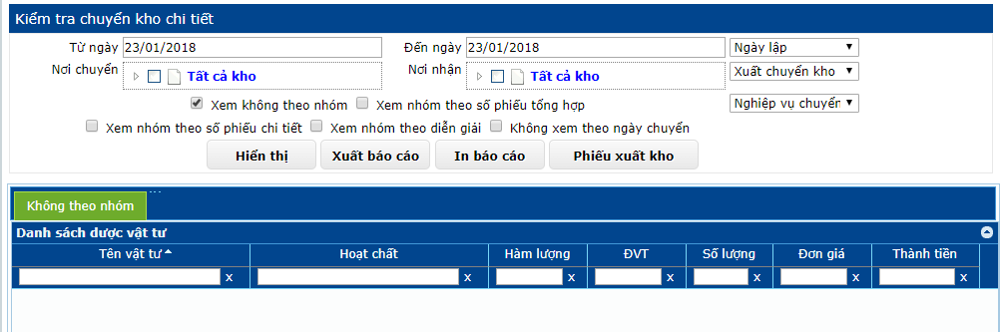 Kiểm tra chuyển kho chi tiết
Từ ngày 23/01/2018 Đến ngày 23/01/2018 Ngày lập
Nơi chuyển Tất cả kho Nơi nhận Tất cả kho Xuất chuyển kho
Xem không theo nhóm Xem nhóm theo số phiếu tổng hợp Nghiệp vụ chuyển
Xem nhóm theo số phiếu chi tiết Xem nhóm theo diễn giải Không xem theo ngày chuyển
Hiển thị Xuất báo cáo In báo cáo Phiếu xuất kho
Không theo nhóm
Danh sách dược vật tư
Tên vật tư Hoạt chất Hàm lượng ĐVT Số lượng Đơn giá Thành tiền
x x x x x x x